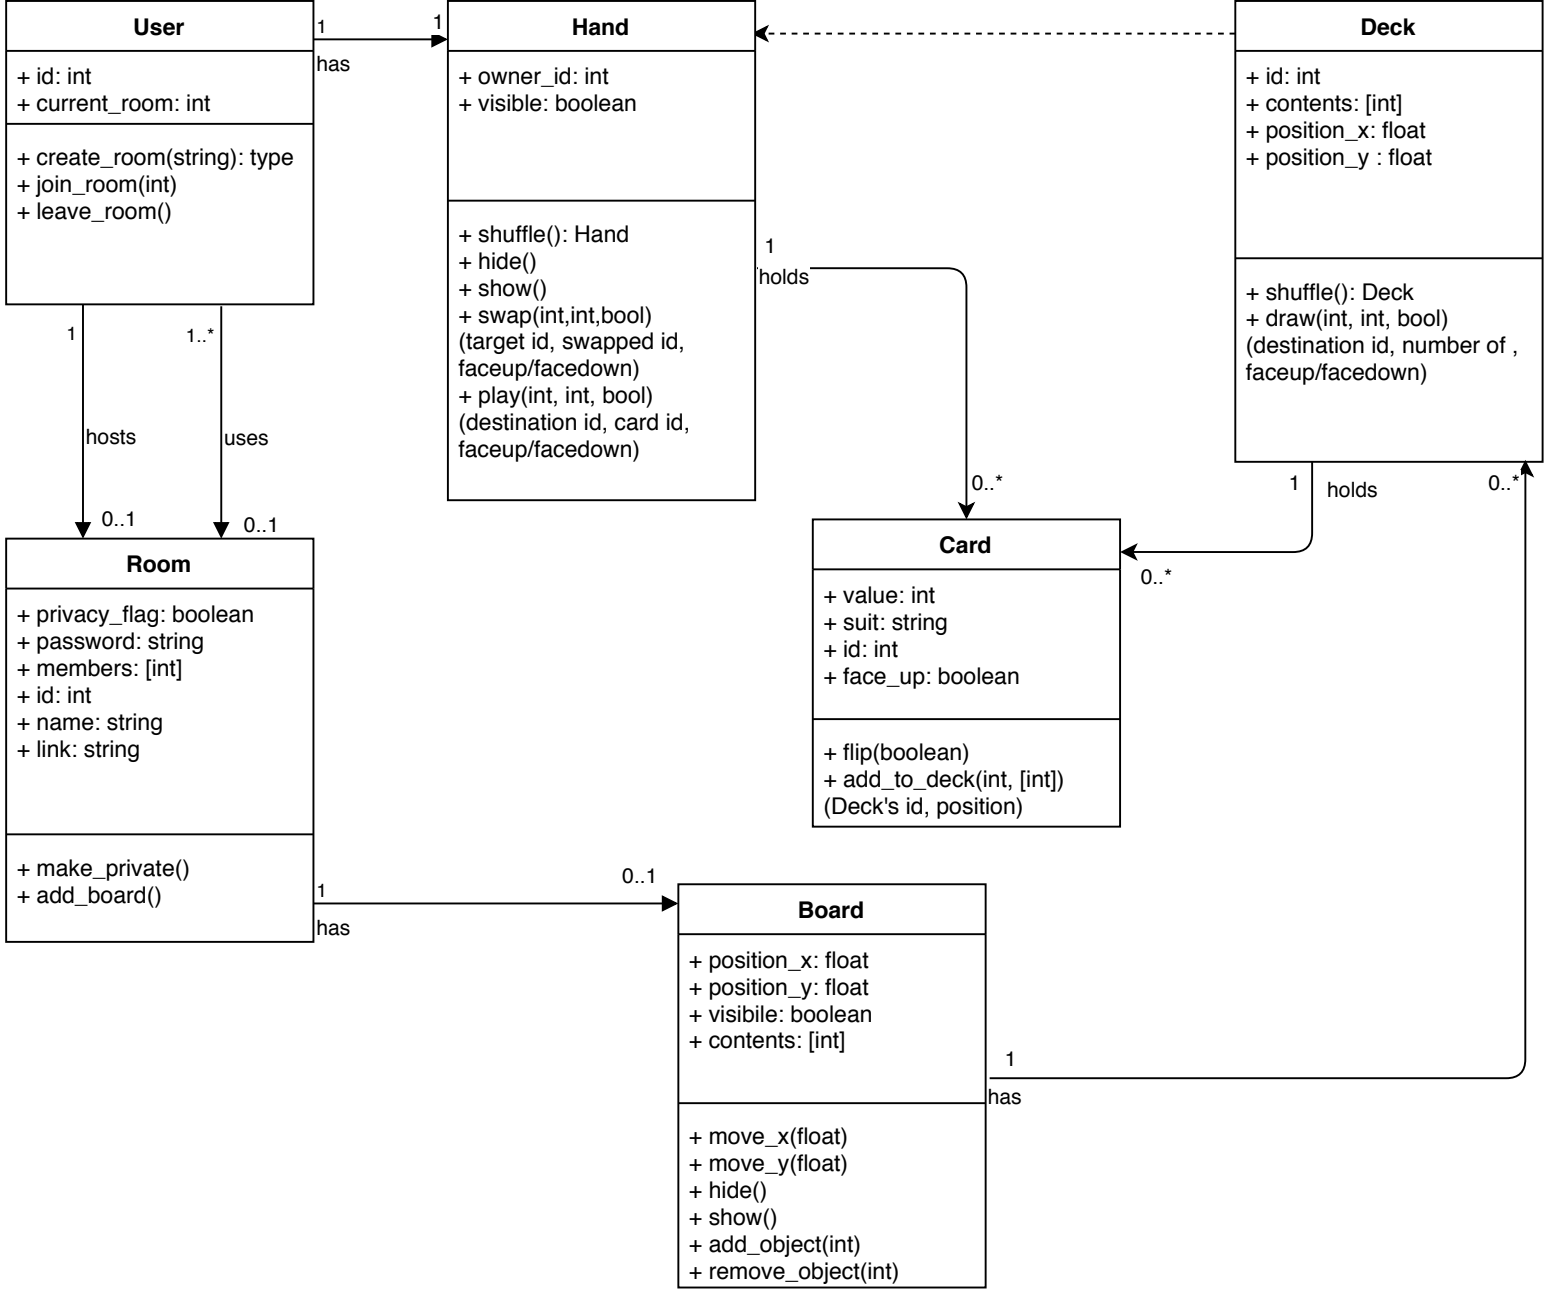 User
+ id: int
+ current_room: int
+ create_room(string): type
+ join_room(int)
+ leave_room()
1
has
1
Hand
+ owner_id: int
+ visible: boolean
+ shuffle(): Hand
+ hide()
+ show()
+ swap(int,int,bool)
(target id, swapped id,
faceup/facedown)
+ play(int, int, bool)
(destination id, card id,
faceup/facedown)
Deck
+ id: int
+ contents: [int]
+ position_x: float
+ position_y : float
+ shuffle(): Deck
+ draw(int, int, bool)
(destination id, number of ,
faceup/facedown)
1
holds
0..*
1
hosts
0..1
1..*
uses
0..1
1
holds
0..*
0..*
Card
+ value: int
+ suit: string
+ id: int
+ face_up: boolean
+ flip(boolean)
+ add_to_deck(int, [int])
(Deck's id, position)
Room
+ privacy_flag: boolean
+ password: string
+ members: [int]
+ id: int
+ name: string
+ link: string
+ make_private()
+ add_board()
1
has
0..1
Board
+ position_x: float
+ position_y: float
+ visibile: boolean
+ contents: [int]
+ move_x(float)
+ move_y(float)
+ hide()
+ show()
+ add_object(int)
+ remove_object(int)
1
has